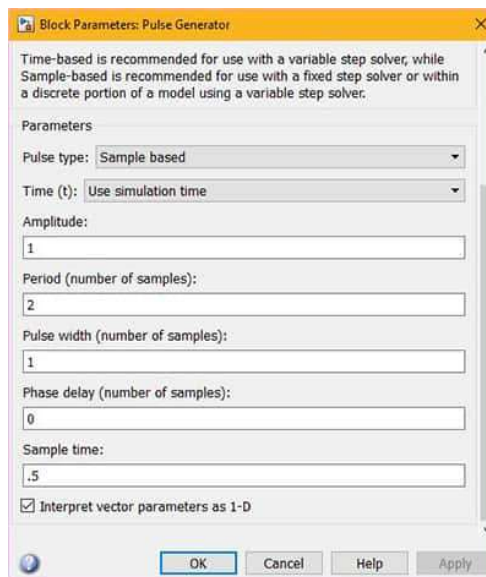 Block Parameters: Pulse Generator
Time-based is recommended for use with a variable step solver, while
Sample-based is recommended for use with a fixed step solver or within
a discrete portion of a model using a variable step solver.
Parameters
Pulse type: Sample based
Time (t): Use simulation time
Amplitude:
1
Period (number of samples):
2
Pulse width (number of samples):
1
Phase delay (number of samples):
0
Sample time:
.5
Interpret vector parameters as 1-D
OK Cancel Help Apply